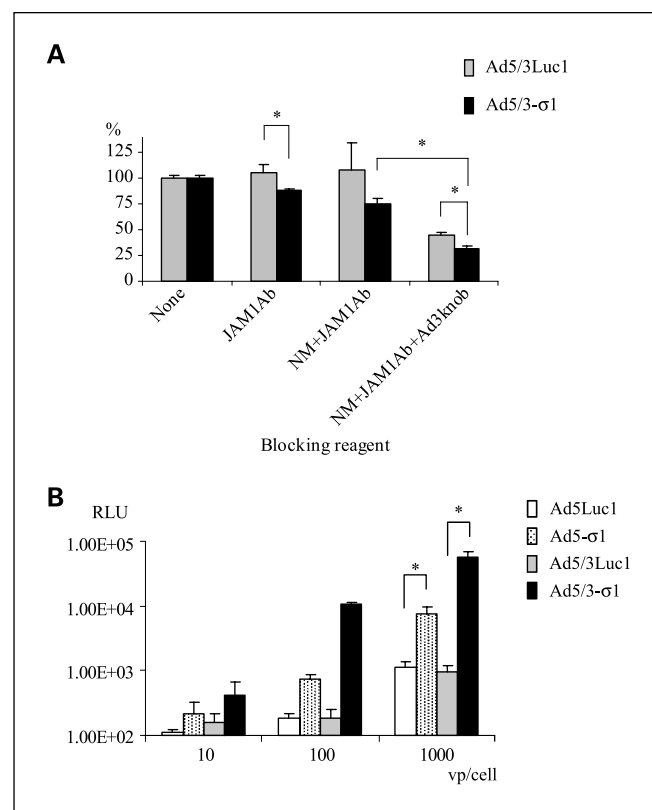 A
Ad5/3Luc1
Ad5/3-σ1
%
*
*
*
125
100
75
50
25
0
None
JAM1Ab
NM+JAM1Ab
NM+JAM1Ab+Ad3knob
Blocking reagent
B
RLU
Ad5Luc1
Ad5-σ1
Ad5/3Luc1
Ad5/3-σ1
*
*
1.00E+05
1.00E+04
1.00E+03
1.00E+02
10
100
1000
vp/cell